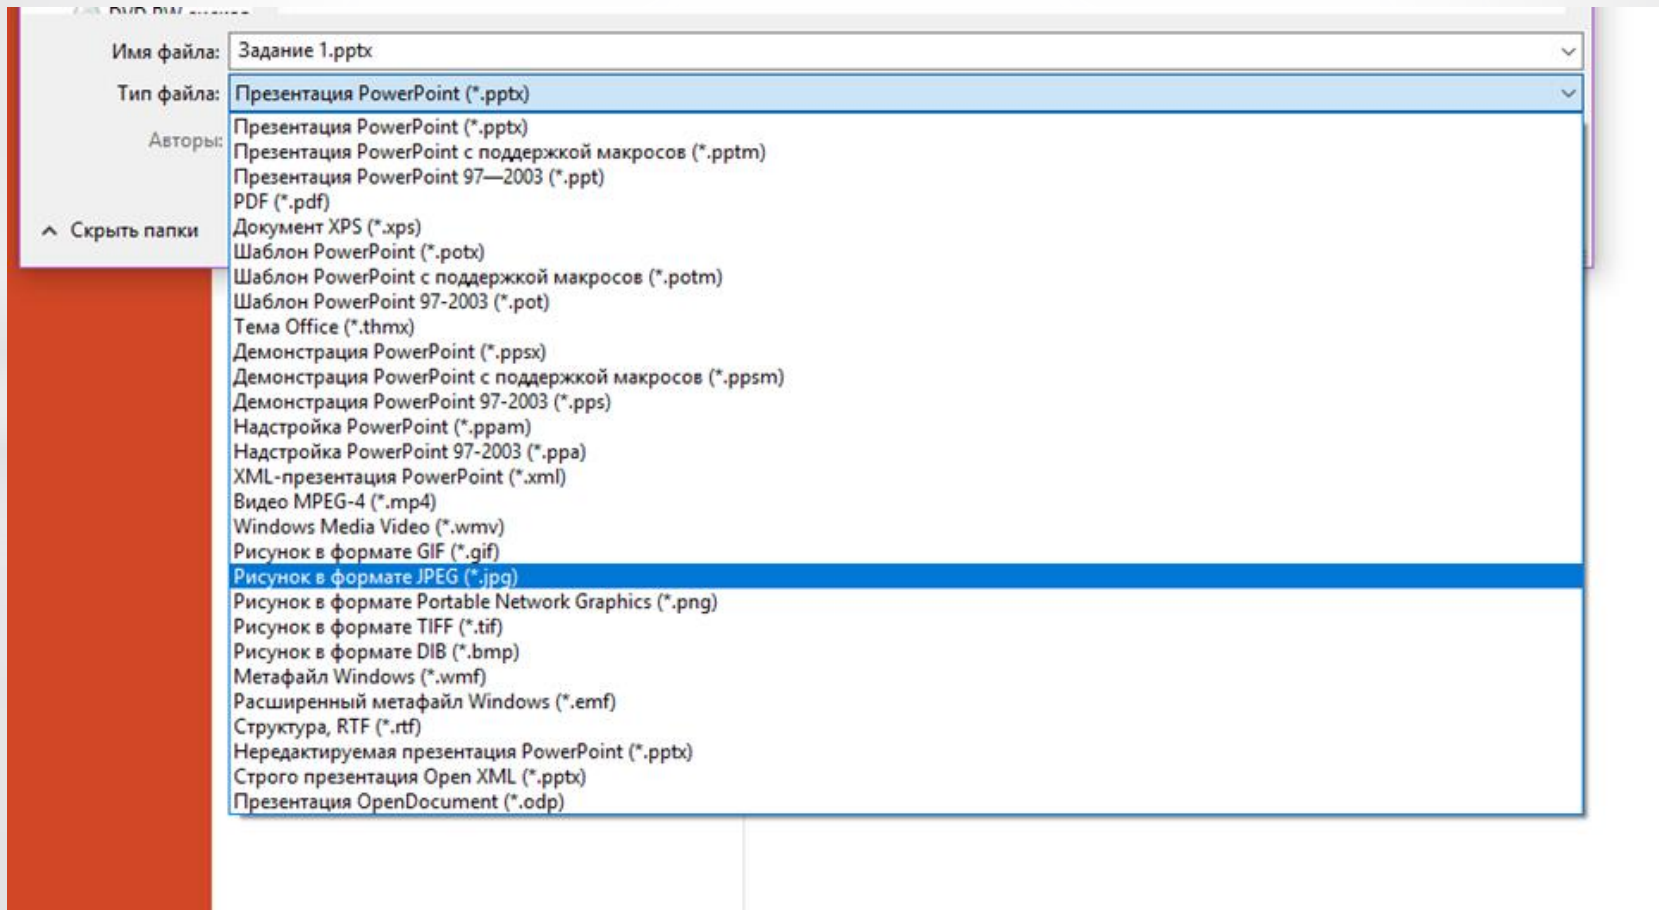 Имя файла: Задание 1.pptx
Тип файла: Презентация PowerPoint (*.pptx)
Авторы:
Скрыть папки
Презентация PowerPoint (*.pptx)
Презентация PowerPoint с поддержкой макросов (*.pptm)
Презентация PowerPoint 97—2003 (*.ppt)
PDF (*.pdf)
Документ XPS (*.xps)
Шаблон PowerPoint (*.potx)
Шаблон PowerPoint с поддержкой макросов (*.potm)
Шаблон PowerPoint 97-2003 (*.pot)
Тема Office (*.thmx)
Демонстрация PowerPoint (*.ppsx)
Демонстрация PowerPoint с поддержкой макросов (*.ppsm)
Демонстрация PowerPoint 97-2003 (*.pps)
Надстройка PowerPoint (*.ppam)
Надстройка PowerPoint 97-2003 (*.ppa)
XML-презентация PowerPoint (*.xml)
Видео MPEG-4 (*.mp4)
Windows Media Video (*.wmv)
Рисунок в формате GIF (*.gif)
Рисунок в формате JPEG (*.jpg)
Рисунок в формате Portable Network Graphics (*.png)
Рисунок в формате TIFF (*.tif)
Рисунок в формате DIB (*.bmp)
Метафайл Windows (*.wmf)
Расширенный метафайл Windows (*.emf)
Структура, RTF (*.rtf)
Нередактируемая презентация PowerPoint (*.pptx)
Строго презентация Open XML (*.pptx)
Презентация OpenDocument (*.odp)